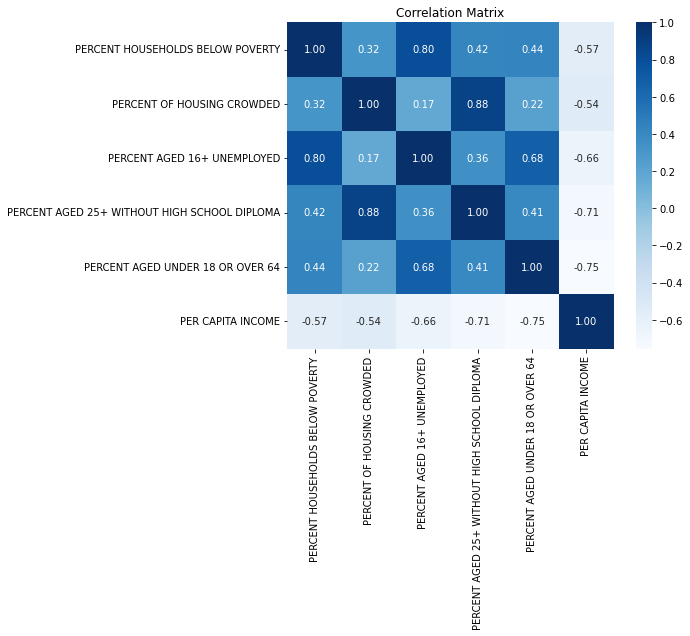 Correlation Matrix
PERCENT HOUSEHOLDS BELOW POVERTY 1.00 0.32 0.80 0.42 0.44 -0.57
PERCENT OF HOUSING CROWDED 0.32 1.00 0.17 0.88 0.22 -0.54
PERCENT AGED 16+ UNEMPLOYED 0.80 0.17 1.00 0.36 0.68 -0.66
PERCENT AGED 25+ WITHOUT HIGH SCHOOL DIPLOMA 0.42 0.88 0.36 1.00 0.41 -0.71
PERCENT AGED UNDER 18 OR OVER 64 0.44 0.22 0.68 0.41 1.00 -0.75
PER CAPITA INCOME -0.57 -0.54 -0.66 -0.71 -0.75 1.00
PERCENT HOUSEHOLDS BELOW POVERTY
PERCENT OF HOUSING CROWDED
PERCENT AGED 16+ UNEMPLOYED
PERCENT AGED 25+ WITHOUT HIGH SCHOOL DIPLOMA
PERCENT AGED UNDER 18 OR OVER 64
PER CAPITA INCOME
1.0
0.8
0.6
0.4
0.2
0.0
−0.2
−0.4
−0.6